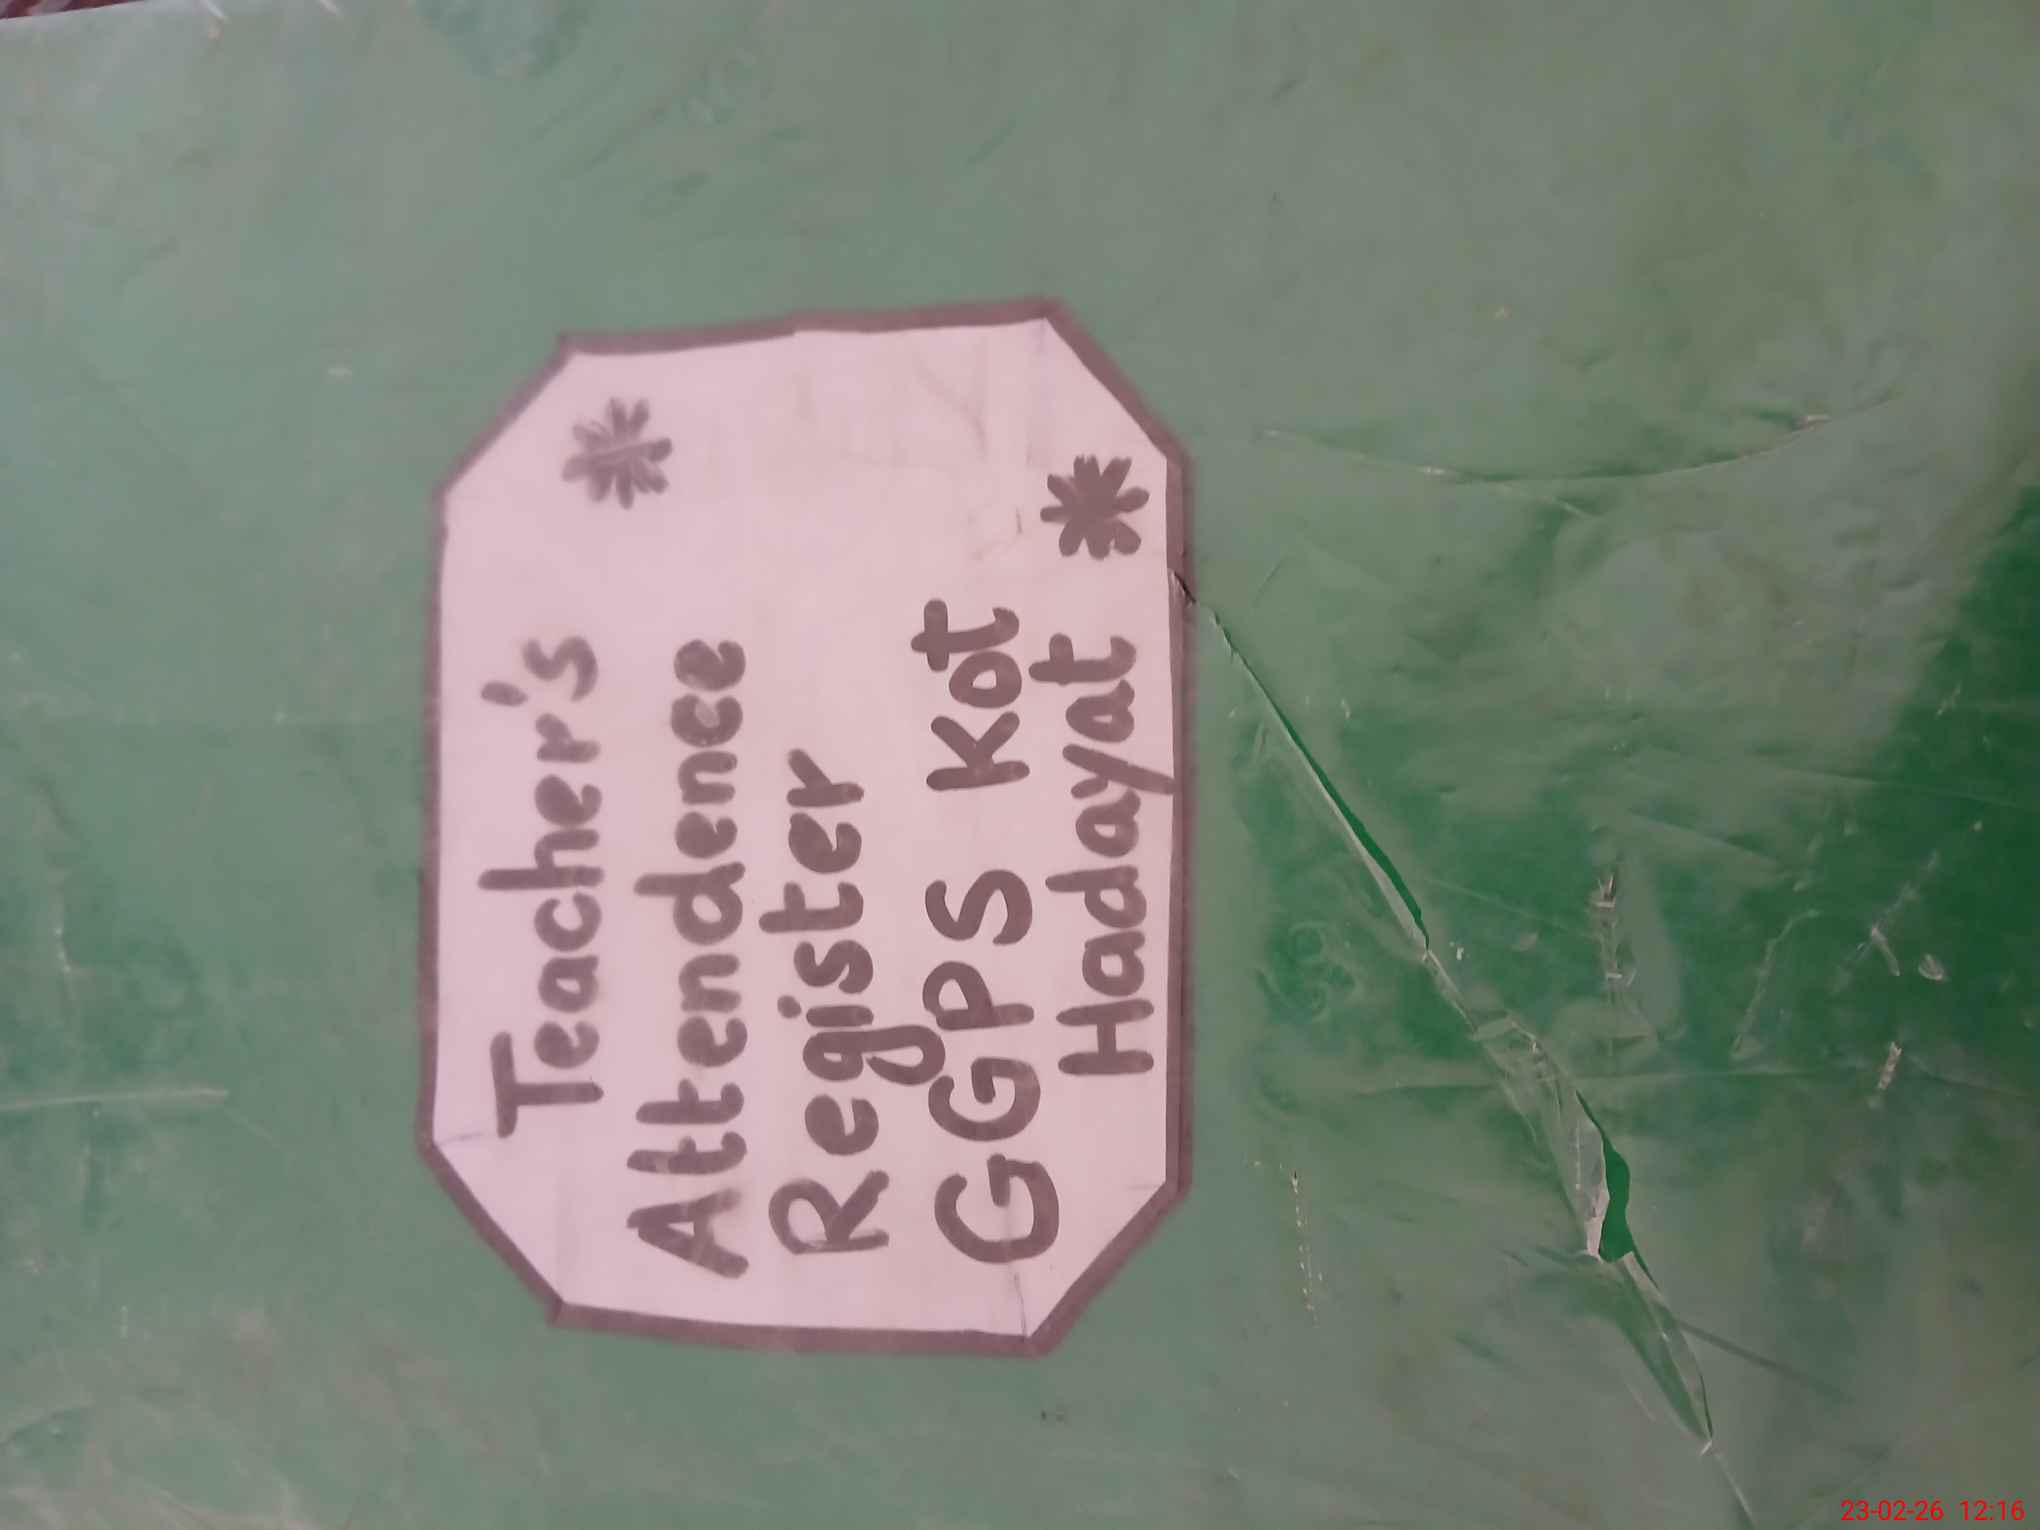 Teacher's
Attendence
Register
GGPS Kot
Hadayat
23-02-26 12:16